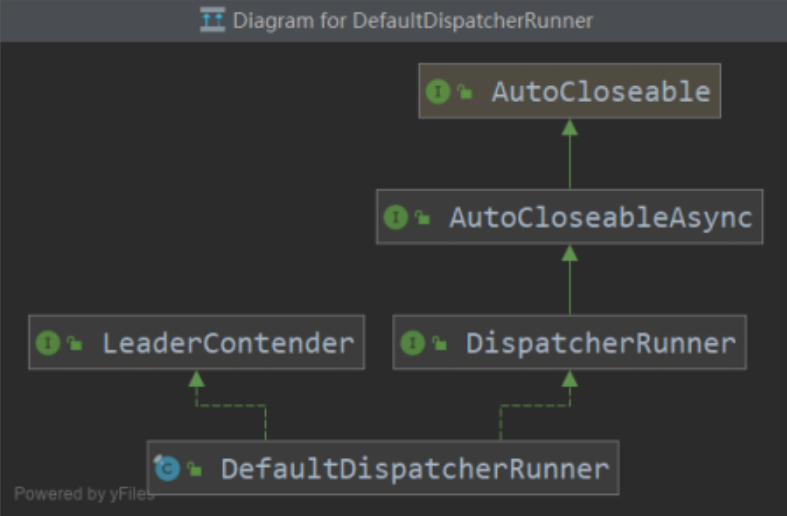 Diagram for DefaultDispatcherRunner
I AutoCloseable
I AutoCloseableAsync
I LeaderContender
I DispatcherRunner
C DefaultDispatcherRunner
Powered by yFiles